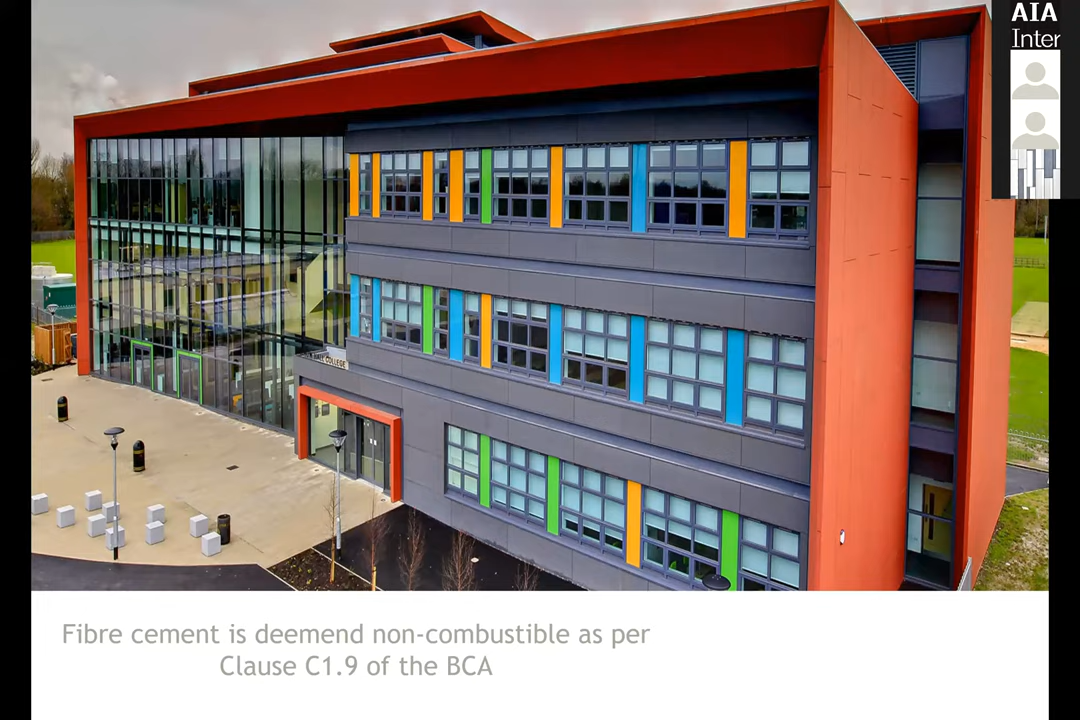 AIA
Inter
COLLEGE
Fibre cement is deemend non-combustible as per
Clause C1.9 of the BCA